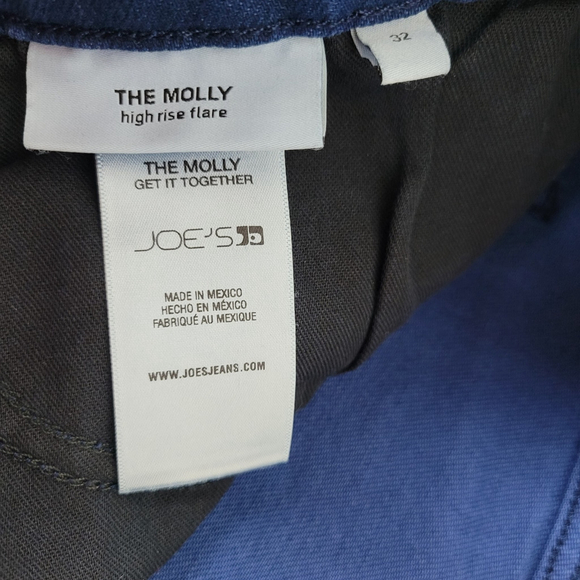 32
THE MOLLY
high rise flare
THE MOLLY
GET IT TOGETHER
JOE'S
MADE IN MEXICO
HECHO EN MÉXICO
FABRIQUÉ AU MEXIQUE
WWW.JOESJEANS.COM